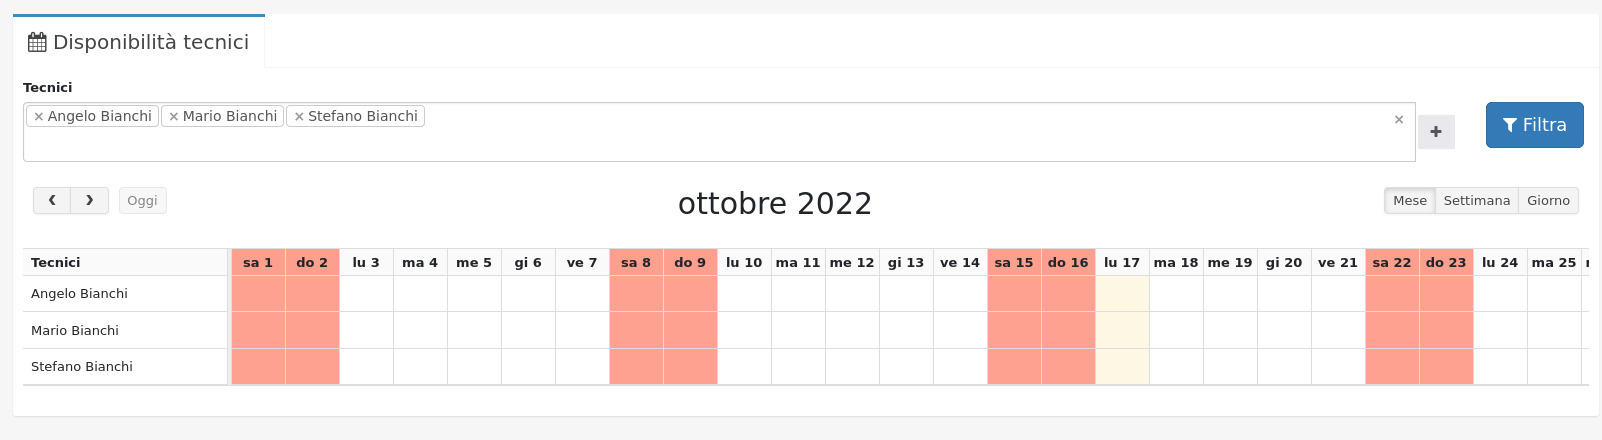 Disponibilità tecnici
Tecnici
× Angelo Bianchi × Mario Bianchi × Stefano Bianchi ×
+
Filtra
‹ › Oggi
ottobre 2022
Mese Settimana Giorno
Tecnici sa 1 do 2 lu 3 ma 4 me 5 gi 6 ve 7 sa 8 do 9 lu 10 ma 11 me 12 gi 13 ve 14 sa 15 do 16 lu 17 ma 18 me 19 gi 20 ve 21 sa 22 do 23 lu 24 ma 25
Angelo Bianchi
Mario Bianchi
Stefano Bianchi